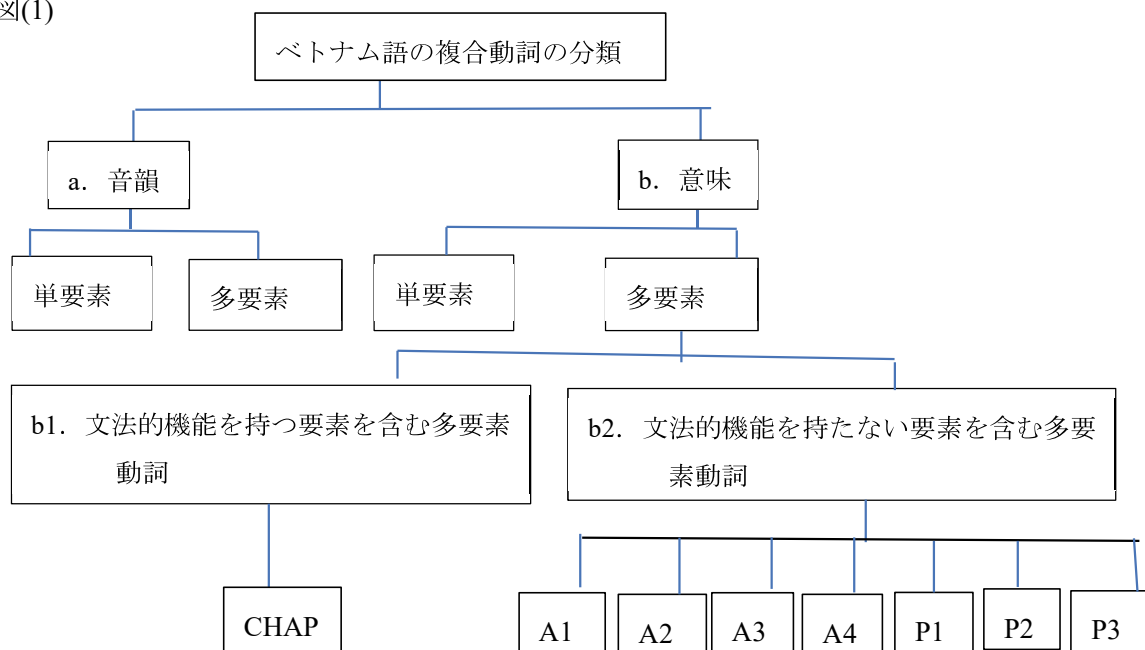 図(1)
ベトナム語の複合動詞の分類
a. 音韻
b. 意味
単要素
多要素
単要素
多要素
b1. 文法的機能を持つ要素を含む多要素
動詞
b2. 文法的機能を持たない要素を含む多要
素動詞
CHAP
A1
A2
A3
A4
P1
P2
P3